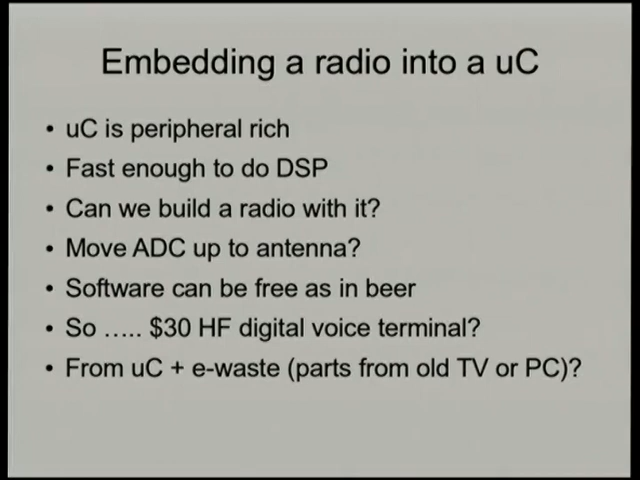 Embedding a radio into a uC
• uC is peripheral rich
• Fast enough to do DSP
• Can we build a radio with it?
• Move ADC up to antenna?
• Software can be free as in beer
• So ….. $30 HF digital voice terminal?
• From uC + e-waste (parts from old TV or PC)?